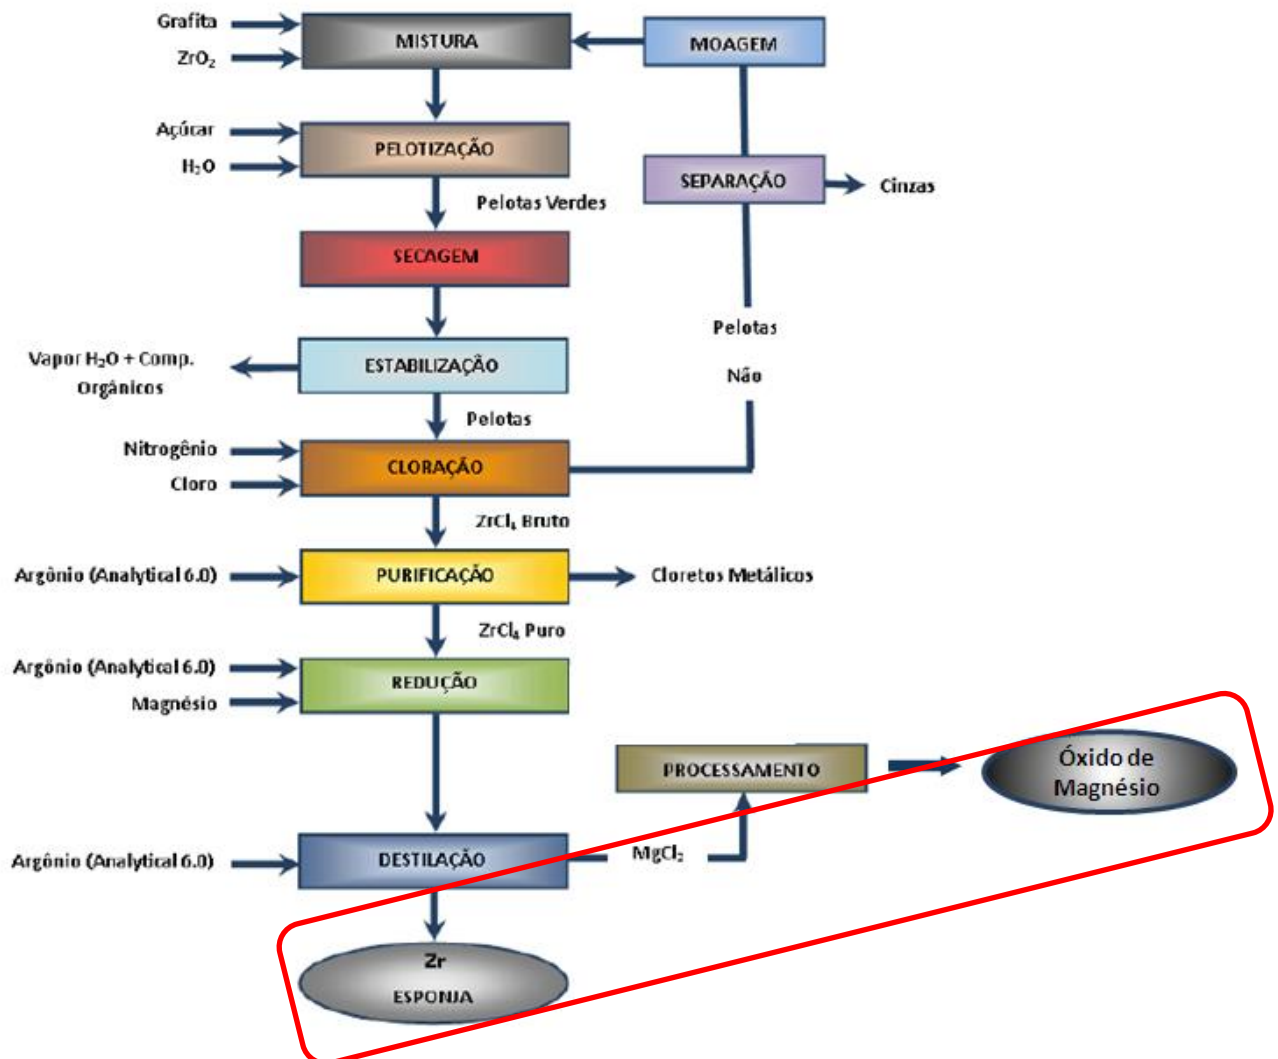 Grafita
MISTURA
MOAGEM
ZrO₂
Açúcar
PELOTIZAÇÃO
H₂O
SEPARAÇÃO
Cinzas
Pelotas Verdes
SECAGEM
Pelotas
Não
Vapor H₂O + Comp.
Orgânicos
ESTABILIZAÇÃO
Pelotas
Nitrogênio
CLORAÇÃO
Cloro
ZrCl₄ Bruto
Argônio (Analytical 6.0)
PURIFICAÇÃO
Cloretos Metálicos
ZrCl₄ Puro
Argônio (Analytical 6.0)
REDUÇÃO
Magnésio
PROCESSAMENTO
Óxido de
Magnésio
Argônio (Analytical 6.0)
DESTILAÇÃO
MgCl₂
Zr
ESPONJA